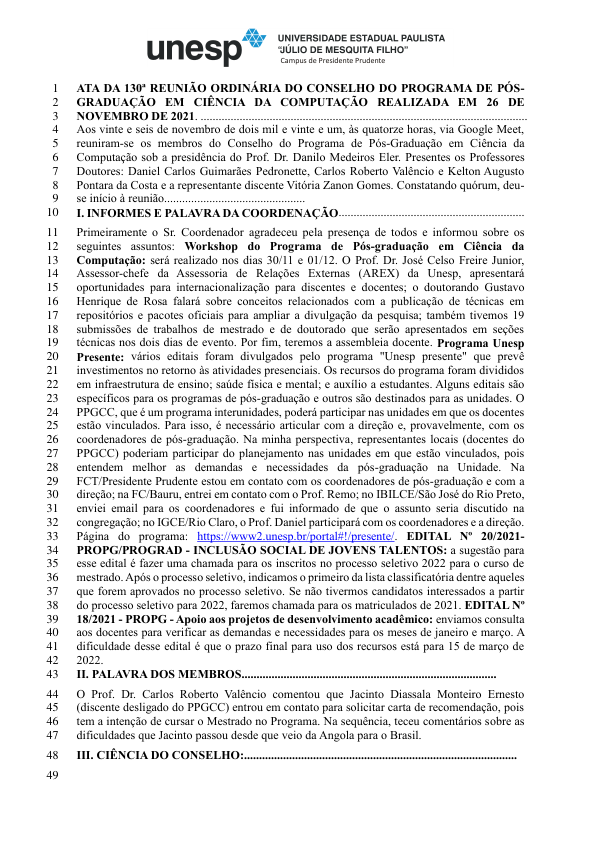 unesp
UNIVERSIDADE ESTADUAL PAULISTA
"JÚLIO DE MESQUITA FILHO"
Campus de Presidente Prudente
1 ATA DA 130ª REUNIÃO ORDINÁRIA DO CONSELHO DO PROGRAMA DE PÓS-
2 GRADUAÇÃO EM CIÊNCIA DA COMPUTAÇÃO REALIZADA EM 26 DE
3 NOVEMBRO DE 2021. ..............................................................................................................
4 Aos vinte e seis de novembro de dois mil e vinte e um, às quatorze horas, via Google Meet,
5 reuniram-se os membros do Conselho do Programa de Pós-Graduação em Ciência da
6 Computação sob a presidência do Prof. Dr. Danilo Medeiros Eler. Presentes os Professores
7 Doutores: Daniel Carlos Guimarães Pedronette, Carlos Roberto Valêncio e Kelton Augusto
8 Pontara da Costa e a representante discente Vitória Zanon Gomes. Constatando quórum, deu-
9 se início à reunião...............................................
10 I. INFORMES E PALAVRA DA COORDENAÇÃO..............................................................
11 Primeiramente o Sr. Coordenador agradeceu pela presença de todos e informou sobre os
12 seguintes assuntos: Workshop do Programa de Pós-graduação em Ciência da
13 Computação: será realizado nos dias 30/11 e 01/12. O Prof. Dr. José Celso Freire Junior,
14 Assessor-chefe da Assessoria de Relações Externas (AREX) da Unesp, apresentará
15 oportunidades para internacionalização para discentes e docentes; o doutorando Gustavo
16 Henrique de Rosa falará sobre conceitos relacionados com a publicação de técnicas em
17 repositórios e pacotes oficiais para ampliar a divulgação da pesquisa; também tivemos 19
18 submissões de trabalhos de mestrado e de doutorado que serão apresentados em seções
19 técnicas nos dois dias de evento. Por fim, teremos a assembleia docente. Programa Unesp
20 Presente: vários editais foram divulgados pelo programa "Unesp presente" que prevê
21 investimentos no retorno às atividades presenciais. Os recursos do programa foram divididos
22 em infraestrutura de ensino; saúde física e mental; e auxílio a estudantes. Alguns editais são
23 específicos para os programas de pós-graduação e outros são destinados para as unidades. O
24 PPGCC, que é um programa interunidades, poderá participar nas unidades em que os docentes
25 estão vinculados. Para isso, é necessário articular com a direção e, provavelmente, com os
26 coordenadores de pós-graduação. Na minha perspectiva, representantes locais (docentes do
27 PPGCC) poderiam participar do planejamento nas unidades em que estão vinculados, pois
28 entendem melhor as demandas e necessidades da pós-graduação na Unidade. Na
29 FCT/Presidente Prudente estou em contato com os coordenadores de pós-graduação e com a
30 direção; na FC/Bauru, entrei em contato com o Prof. Remo; no IBILCE/São José do Rio Preto,
31 enviei email para os coordenadores e fui informado de que o assunto seria discutido na
32 congregação; no IGCE/Rio Claro, o Prof. Daniel participará com os coordenadores e a direção.
33 Página do programa: https://www2.unesp.br/portal#!/presente/. EDITAL Nº 20/2021-
34 PROPG/PROGRAD - INCLUSÃO SOCIAL DE JOVENS TALENTOS: a sugestão para
35 esse edital é fazer uma chamada para os inscritos no processo seletivo 2022 para o curso de
36 mestrado. Após o processo seletivo, indicamos o primeiro da lista classificatória dentre aqueles
37 que forem aprovados no processo seletivo. Se não tivermos candidatos interessados a partir
38 do processo seletivo para 2022, faremos chamada para os matriculados de 2021. EDITAL Nº
39 18/2021 - PROPG - Apoio aos projetos de desenvolvimento acadêmico: enviamos consulta
40 aos docentes para verificar as demandas e necessidades para os meses de janeiro e março. A
41 dificuldade desse edital é que o prazo final para uso dos recursos está para 15 de março de
42 2022.
43 II. PALAVRA DOS MEMBROS.....................................................................................
44 O Prof. Dr. Carlos Roberto Valêncio comentou que Jacinto Diassala Monteiro Ernesto
45 (discente desligado do PPGCC) entrou em contato para solicitar carta de recomendação, pois
46 tem a intenção de cursar o Mestrado no Programa. Na sequência, teceu comentários sobre as
47 dificuldades que Jacinto passou desde que veio da Angola para o Brasil.
48 III. CIÊNCIA DO CONSELHO:...........................................................................................
49